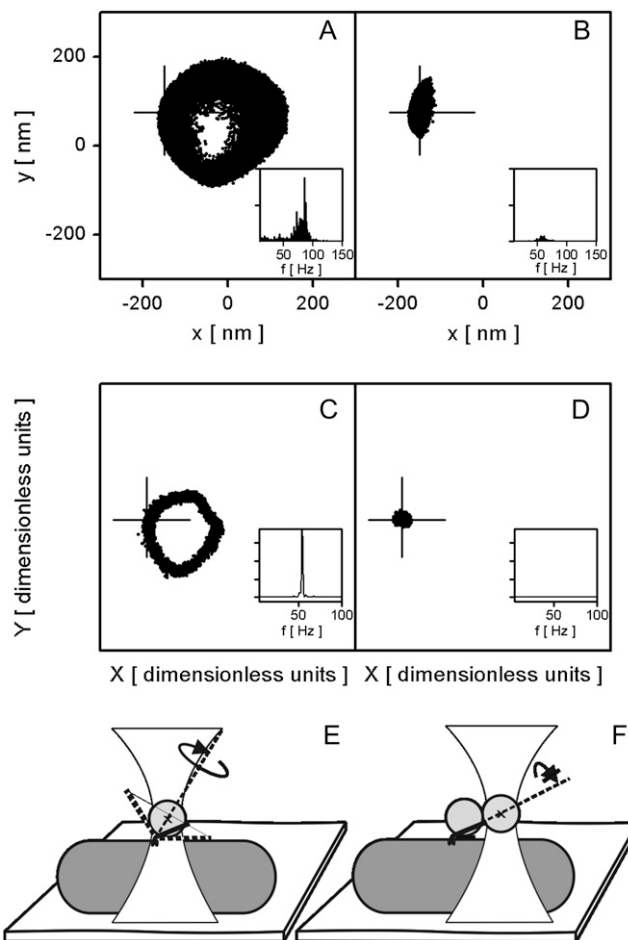 A
B
y [ nm]
200
0
-200
50 100 150
f [ Hz]
50 100 150
f [ Hz]
-200 0 200
-200 0 200
x [ nm]
x [ nm]
C
D
Y [ dimensionless units]
50 100
f [ Hz]
50 100
f [ Hz]
X [ dimensionless units]
X [ dimensionless units]
E
F